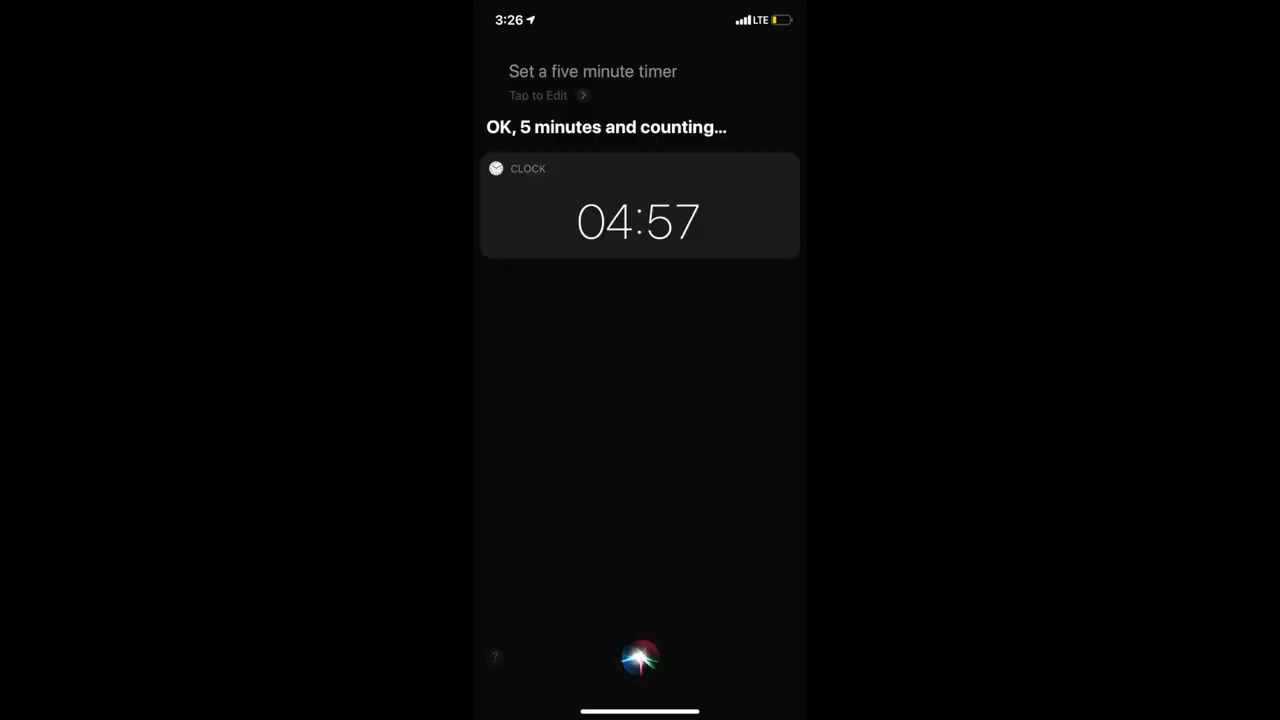 3:26 LTE
Set a five minute timer
Tap to Edit
OK, 5 minutes and counting...
CLOCK
04:57
?